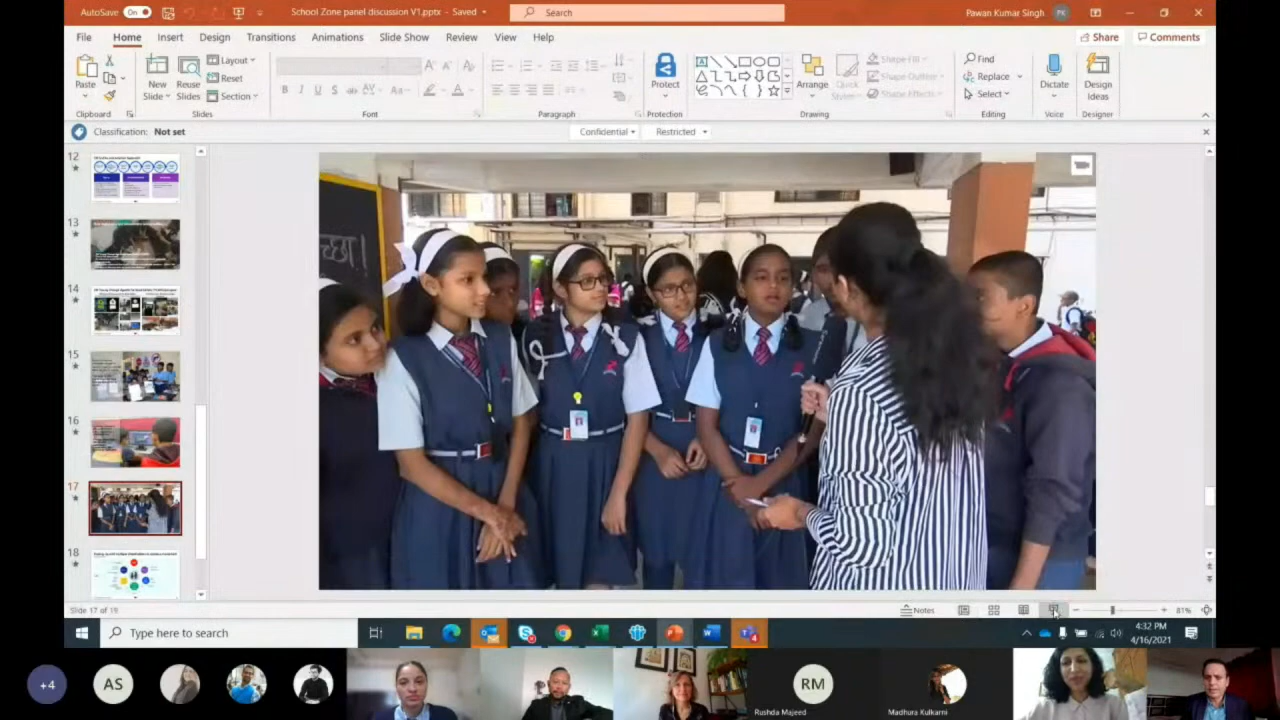 AutoSave On School Zone panel discussion V1.pptx - Saved Search Pawan Kumar Singh
File Home Insert Design Transitions Animations Slide Show Review View Help Share Comments
Paste
New Slide
Reuse Slides
Layout
Reset
Section
Protect
Arrange
Quick Styles
Shape Fill
Shape Outline
Shape Effects
Find
Replace
Select
Dictate
Design Ideas
Clipboard Slides Font Paragraph Protection Drawing Editing Voice Designer
Classification: Not set Confidential Restricted
12
13
14
15
16
17
18
च्छा!
Slide 17 of 19 Notes 81%
Type here to search
4:32 PM
4/16/2021
+4 AS RM
Rushda Majeed Madhura Kulkarni